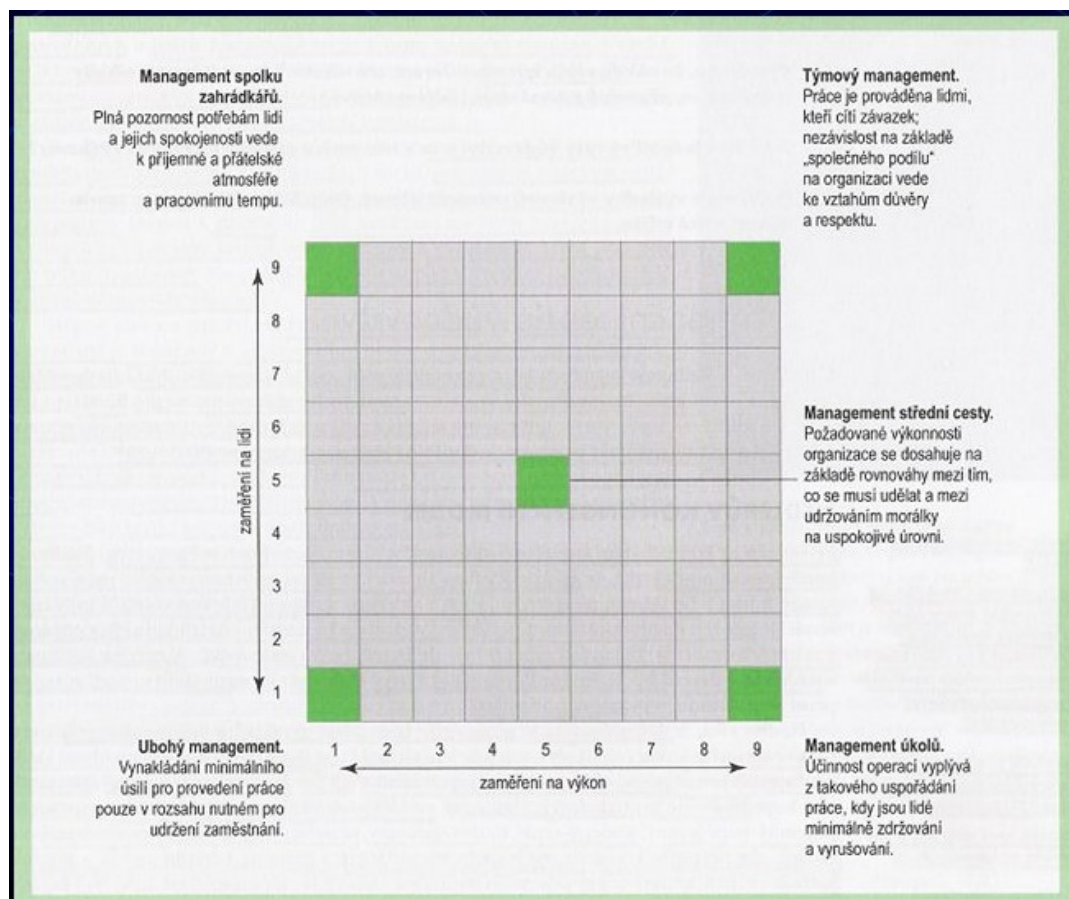 Management spolku
zahrádkářů.
Plná pozornost potřebám lidí
a jejich spokojenosti vede
k příjemné a přátelské
atmosféře
a pracovnímu tempu.
Týmový management.
Práce je prováděna lidmi,
kteří cítí závazek;
nezávislost na základě
„společného podílu“
na organizaci vede
ke vztahům důvěry
a respektu.
9
8
7
6
5
4
3
2
1
zaměření na lidi
Management střední cesty.
Požadované výkonnosti
organizace se dosahuje na
základě rovnováhy mezi tím,
co se musí udělat a mezi
udržováním morálky
na uspokojivé úrovni.
Ubohý management.
Vynakládání minimálního
úsilí pro provedení práce
pouze v rozsahu nutném pro
udržení zaměstnání.
1 2 3 4 5 6 7 8 9
zaměření na výkon
Management úkolů.
Účinnost operací vyplývá
z takového uspořádání
práce, kdy jsou lidé
minimálně zdržováni
a vyrušováni.